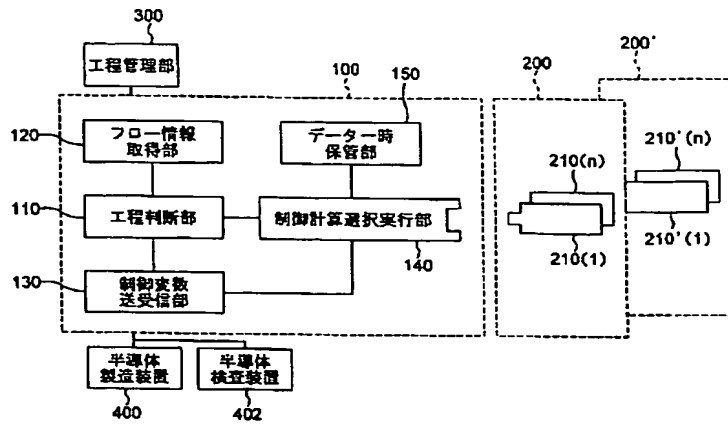 300
工程管理部
100
150
200
200'
120
フロー情報
取得部
データー時
保管部
210(n)
210'(n)
110
工程判断部
制御計算選択実行部
140
210(1)
210'(1)
130
制御変数
送受信部
半導体
製造装置
400
半導体
検査装置
402